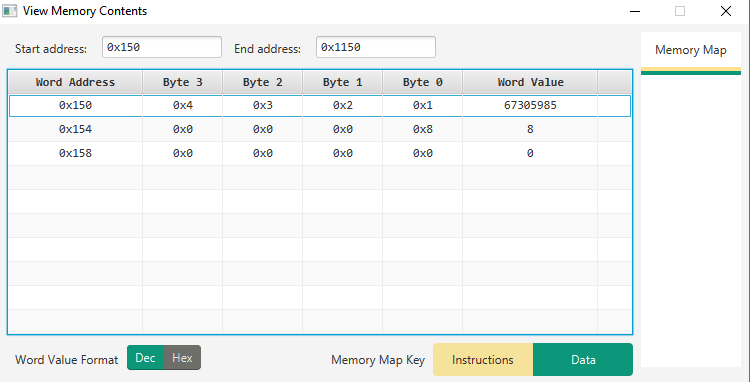 View Memory Contents
Start address: 0x150 End address: 0x1150 Memory Map
Word Address Byte 3 Byte 2 Byte 1 Byte 0 Word Value
0x150 0x4 0x3 0x2 0x1 67305985
0x154 0x0 0x0 0x0 0x8 8
0x158 0x0 0x0 0x0 0x0 0
Word Value Format Dec Hex Memory Map Key Instructions Data